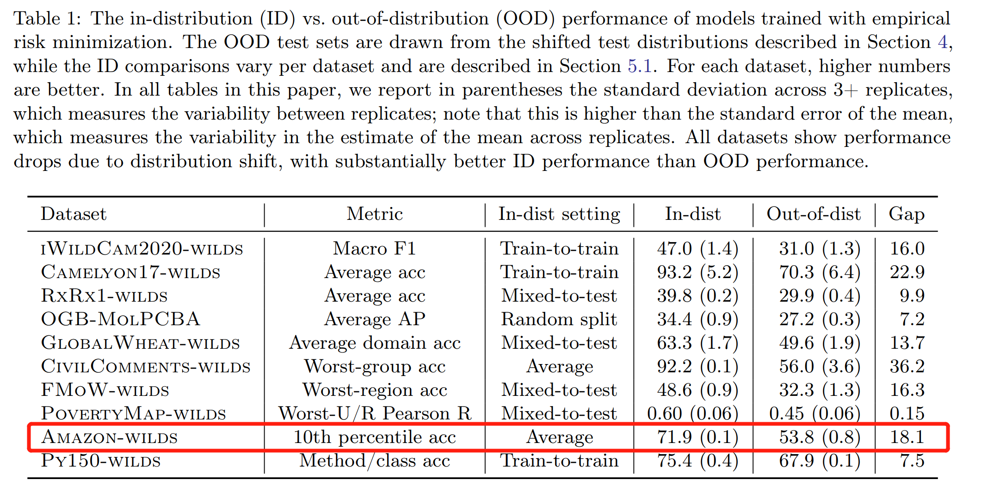 Table 1: The in-distribution (ID) vs. out-of-distribution (OOD) performance of models trained with empirical
risk minimization. The OOD test sets are drawn from the shifted test distributions described in Section 4,
while the ID comparisons vary per dataset and are described in Section 5.1. For each dataset, higher numbers
are better. In all tables in this paper, we report in parentheses the standard deviation across 3+ replicates,
which measures the variability between replicates; note that this is higher than the standard error of the mean,
which measures the variability in the estimate of the mean across replicates. All datasets show performance
drops due to distribution shift, with substantially better ID performance than OOD performance.
Dataset Metric In-dist setting In-dist Out-of-dist Gap
iWildCam2020-wilds Macro F1 Train-to-train 47.0 (1.4) 31.0 (1.3) 16.0
Camelyon17-wilds Average acc Train-to-train 93.2 (5.2) 70.3 (6.4) 22.9
RxRx1-wilds Average acc Mixed-to-test 39.8 (0.2) 29.9 (0.4) 9.9
OGB-MolPCBA Average AP Random split 34.4 (0.9) 27.2 (0.3) 7.2
GlobalWheat-wilds Average domain acc Mixed-to-test 63.3 (1.7) 49.6 (1.9) 13.7
CivilComments-wilds Worst-group acc Average 92.2 (0.1) 56.0 (3.6) 36.2
FMoW-wilds Worst-region acc Mixed-to-test 48.6 (0.9) 32.3 (1.3) 16.3
PovertyMap-wilds Worst-U/R Pearson R Mixed-to-test 0.60 (0.06) 0.45 (0.06) 0.15
Amazon-wilds 10th percentile acc Average 71.9 (0.1) 53.8 (0.8) 18.1
Py150-wilds Method/class acc Train-to-train 75.4 (0.4) 67.9 (0.1) 7.5